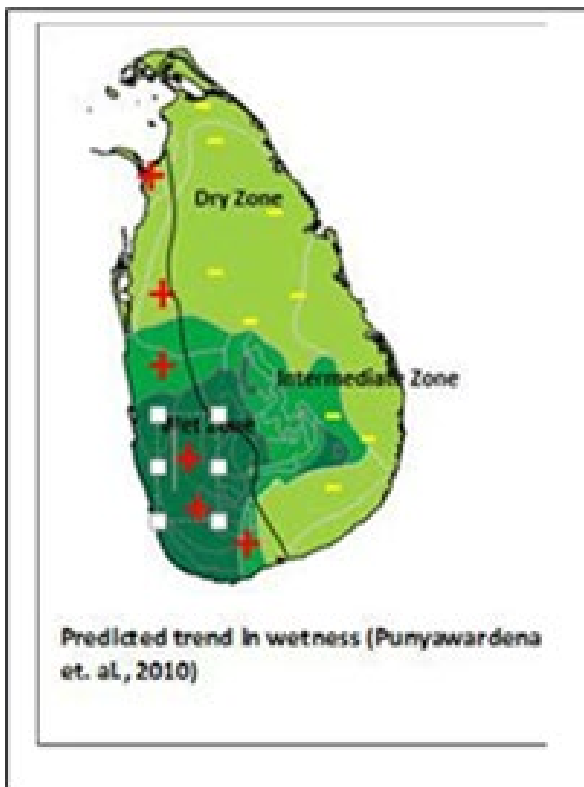 Dry Zone
Intermediate Zone
Wet Zone
Predicted trend in wetness (Punyawardena
et. al., 2010)